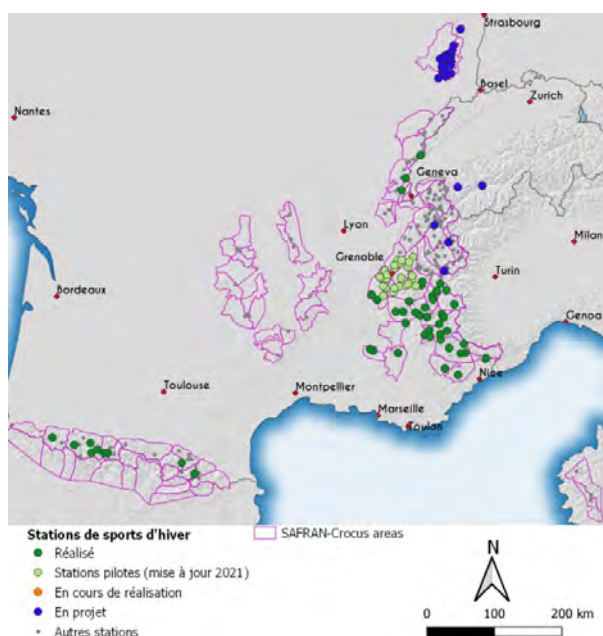 Strasbourg
Basel
Zurich
Nantes
Geneva
Lyon
Milan
Grenoble
Turin
Bordeaux
Genoa
Toulouse
Montpellier
Nice
Marseille
Toulon
Stations de sports d'hiver
SAFRAN-Crocus areas
Réalisé
Stations pilotes (mise à jour 2021)
En cours de réalisation
En projet
Autres stations
N
0 100 200 km